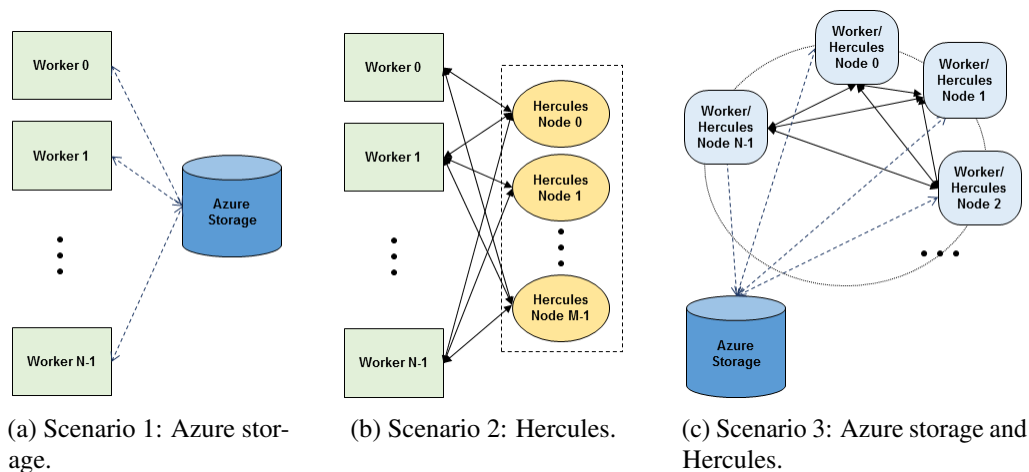 Worker 0
Worker 1
Worker N-1
Azure
Storage
(a) Scenario 1: Azure stor-
age.
Worker 0
Worker 1
Worker N-1
Hercules
Node 0
Hercules
Node 1
Hercules
Node M-1
(b) Scenario 2: Hercules.
Worker/
Hercules
Node 0
Worker/
Hercules
Node 1
Worker/
Hercules
Node N-1
Worker/
Hercules
Node 2
Azure
Storage
(c) Scenario 3: Azure storage and
Hercules.